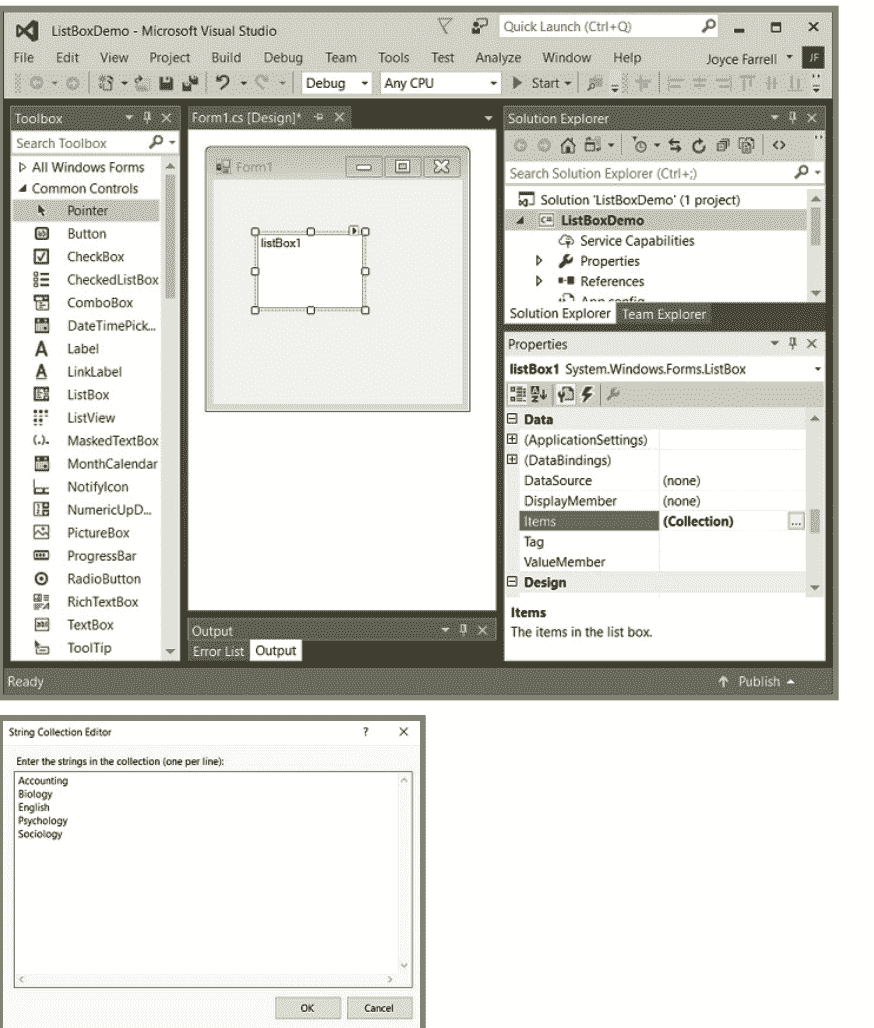 ListBoxDemo - Microsoft Visual Studio
Quick Launch (Ctrl+Q)
File Edit View Project Build Debug Team Tools Test Analyze Window Help Joyce Farrell JF
Debug Any CPU Start
Toolbox
Search Toolbox
All Windows Forms
Common Controls
Pointer
Button
CheckBox
CheckedListBox
ComboBox
DateTimePick...
Label
LinkLabel
ListBox
ListView
MaskedTextBox
MonthCalendar
NotifyIcon
NumericUpD...
PictureBox
ProgressBar
RadioButton
RichTextBox
TextBox
ToolTip
Form1.cs [Design]*
Form1
listBox1
Output
Error List Output
Solution Explorer
Search Solution Explorer (Ctrl+;)
Solution 'ListBoxDemo' (1 project)
ListBoxDemo
Service Capabilities
Properties
References
App.config
Solution Explorer Team Explorer
Properties
listBox1 System.Windows.Forms.ListBox
Data
(ApplicationSettings)
(DataBindings)
DataSource (none)
DisplayMember (none)
Items (Collection) ...
Tag
ValueMember
Design
Items
The items in the list box.
Ready Publish
String Collection Editor ?
Enter the strings in the collection (one per line):
Accounting
Biology
English
Psychology
Sociology
OK Cancel